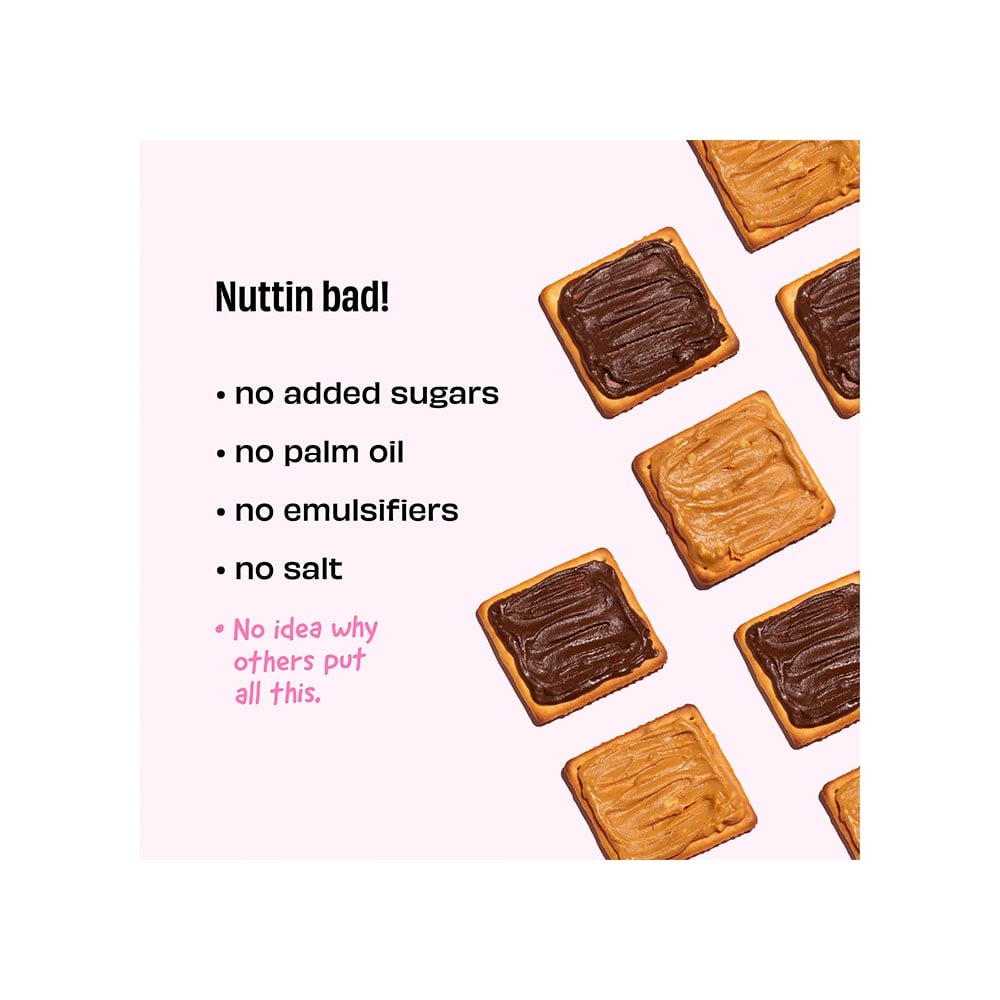 Nuttin bad!
• no added sugars
• no palm oil
• no emulsifiers
• no salt
• No idea why
others put
all this.